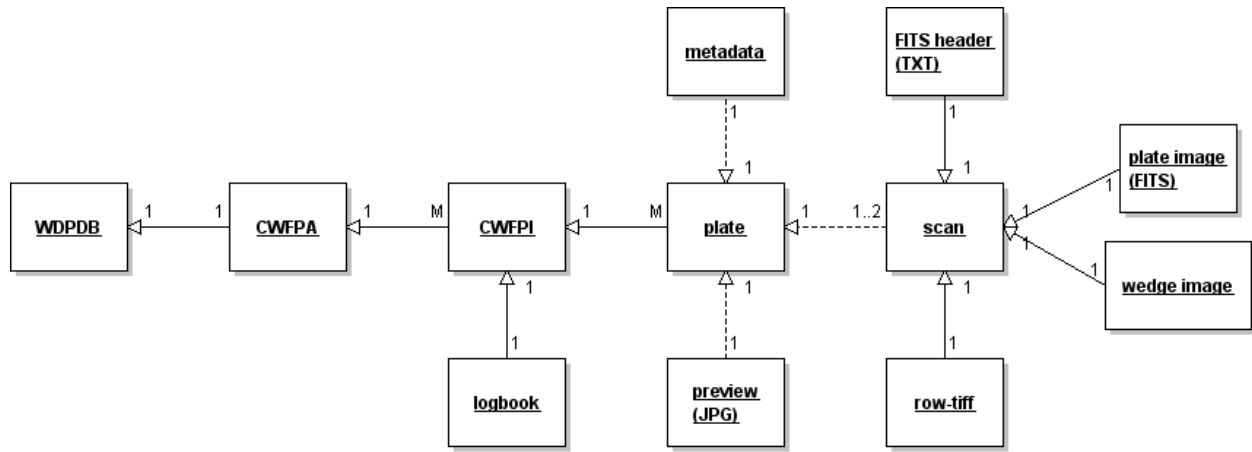 metadata
FITS header
(TXT)
1
1
1
1
plate image
(FITS)
1
1
WDPDB
1
1
CWFPA
1
M
CWFPI
1
M
plate
1
1..2
scan
1
1
wedge image
1
1
1
1
1
1
logbook
preview
(JPG)
row-tiff